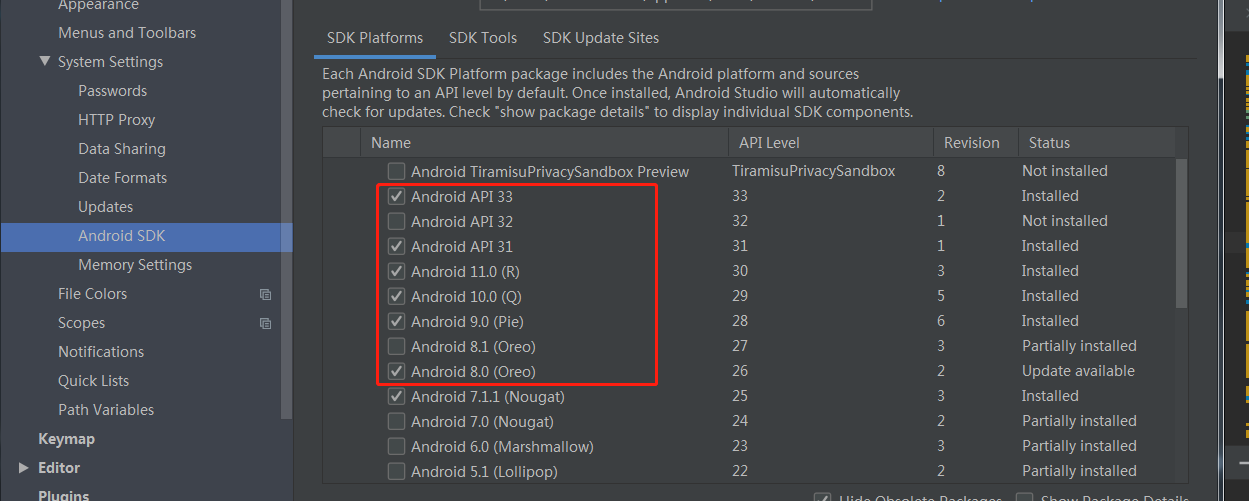 Appearance
Menus and Toolbars
System Settings
Passwords
HTTP Proxy
Data Sharing
Date Formats
Updates
Android SDK
Memory Settings
File Colors
Scopes
Notifications
Quick Lists
Path Variables
Keymap
Editor
Plugins
SDK Platforms SDK Tools SDK Update Sites
Each Android SDK Platform package includes the Android platform and sources
pertaining to an API level by default. Once installed, Android Studio will automatically
check for updates. Check "show package details" to display individual SDK components.
Name API Level Revision Status
Android TiramisuPrivacySandbox Preview TiramisuPrivacySandbox 8 Not installed
Android API 33 33 2 Installed
Android API 32 32 1 Not installed
Android API 31 31 1 Installed
Android 11.0 (R) 30 3 Installed
Android 10.0 (Q) 29 5 Installed
Android 9.0 (Pie) 28 6 Installed
Android 8.1 (Oreo) 27 3 Partially installed
Android 8.0 (Oreo) 26 2 Update available
Android 7.1.1 (Nougat) 25 3 Installed
Android 7.0 (Nougat) 24 2 Partially installed
Android 6.0 (Marshmallow) 23 3 Partially installed
Android 5.1 (Lollipop) 22 2 Partially installed
Hide Obsolete Packages Show Package Details